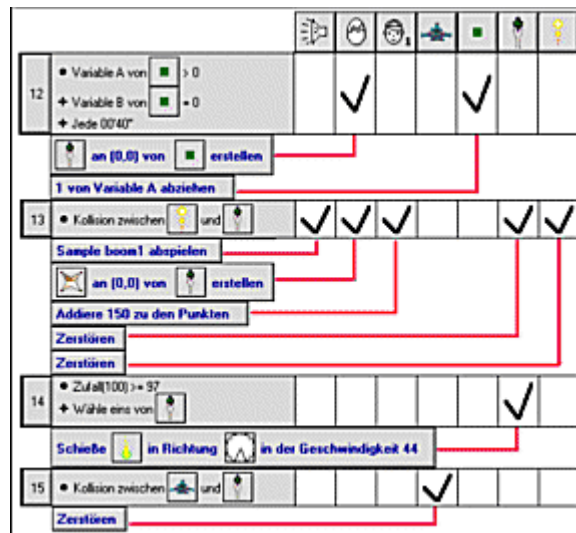 12
• Variable A von > 0
+ Variable B von = 0
+ Jede 00'40"
an (0,0) von erstellen
1 von Variable A abziehen
13
• Kollision zwischen und
Sample boom1 abspielen
an (0,0) von erstellen
Addiere 150 zu den Punkten
Zerstören
Zerstören
14
• Zufall(100) >= 97
+ Wähle eins von
Schieße in Richtung in der Geschwindigkeit 44
15
• Kollision zwischen und
Zerstören